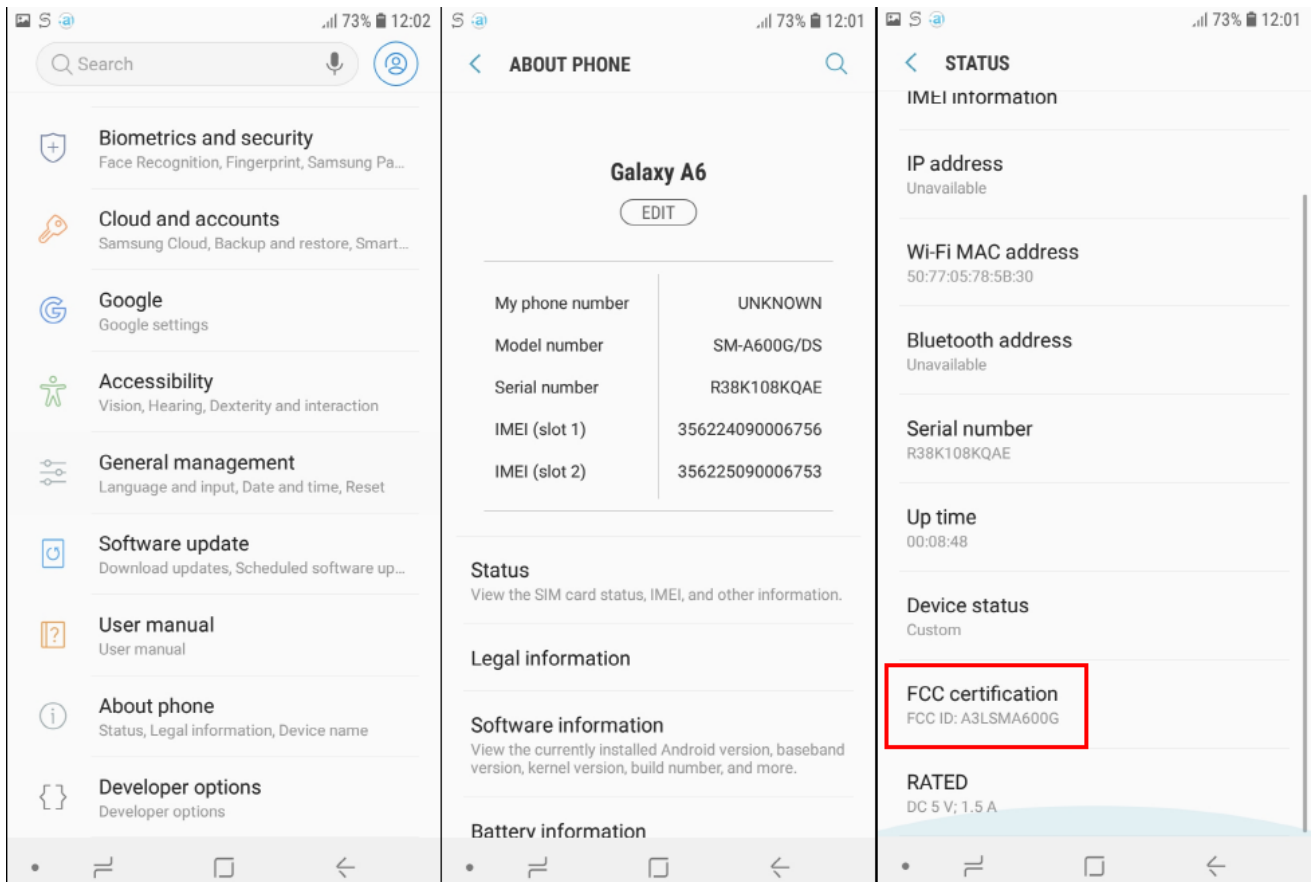 73% 12:02
Search
Biometrics and security
Face Recognition, Fingerprint, Samsung Pa...
Cloud and accounts
Samsung Cloud, Backup and restore, Smart...
Google
Google settings
Accessibility
Vision, Hearing, Dexterity and interaction
General management
Language and input, Date and time, Reset
Software update
Download updates, Scheduled software up...
User manual
User manual
About phone
Status, Legal information, Device name
Developer options
Developer options
73% 12:01
ABOUT PHONE
Galaxy A6
EDIT
My phone number UNKNOWN
Model number SM-A600G/DS
Serial number R38K108KQAE
IMEI (slot 1) 356224090006756
IMEI (slot 2) 356225090006753
Status
View the SIM card status, IMEI, and other information.
Legal information
Software information
View the currently installed Android version, baseband
version, kernel version, build number, and more.
Battery information
73% 12:01
STATUS
IMEI information
IP address
Unavailable
Wi-Fi MAC address
50:77:05:78:5B:30
Bluetooth address
Unavailable
Serial number
R38K108KQAE
Up time
00:08:48
Device status
Custom
FCC certification
FCC ID: A3LSMA600G
RATED
DC 5 V; 1.5 A